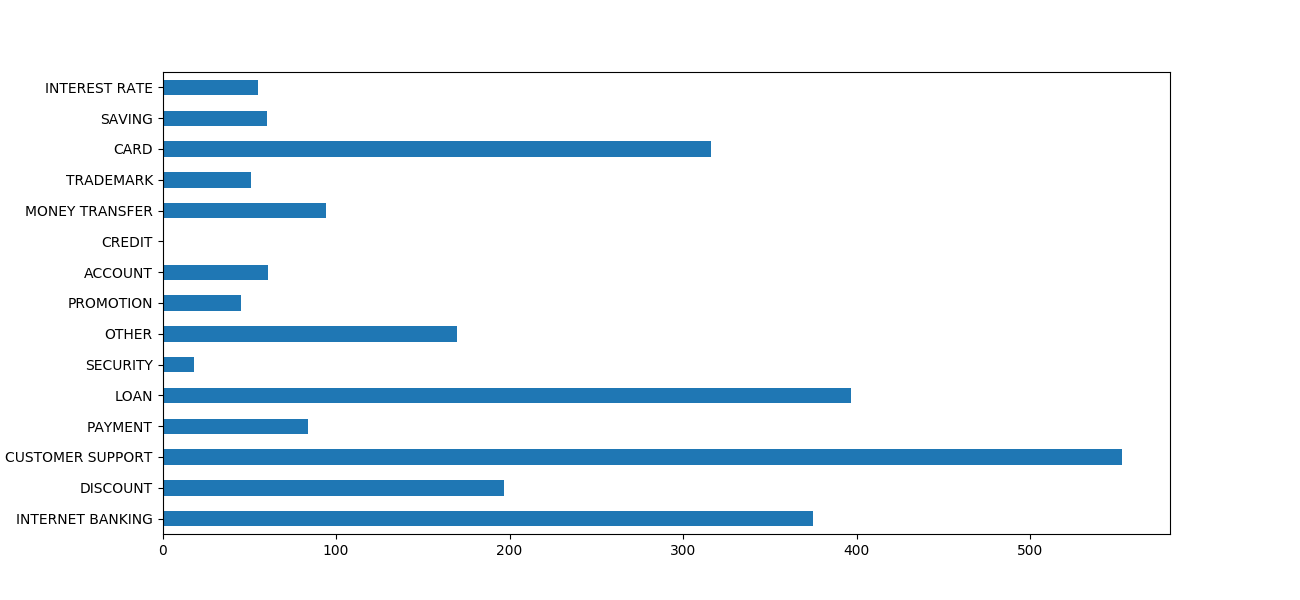 INTEREST RATE
SAVING
CARD
TRADEMARK
MONEY TRANSFER
CREDIT
ACCOUNT
PROMOTION
OTHER
SECURITY
LOAN
PAYMENT
CUSTOMER SUPPORT
DISCOUNT
INTERNET BANKING
0 100 200 300 400 500